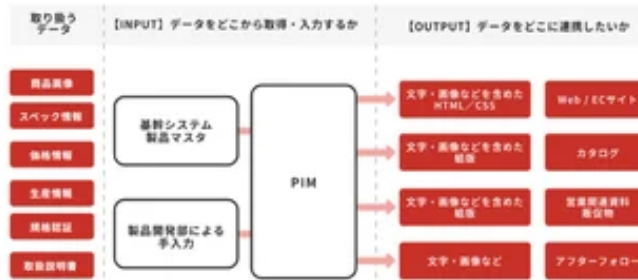 取り扱う
データ
【INPUT】データをどこから取得・入力するか
【OUTPUT】データをどこに連携したいか
商品画像
スペック情報
価格情報
生産情報
規格認証
取扱説明書
基幹システム
製品マスタ
製品開発部による
手入力
PIM
文字・画像などを含めた
HTML/CSS
Web / ECサイト
文字・画像などを含めた
組版
カタログ
文字・画像などを含めた
組版
営業関連資料
販促物
文字・画像など
アフターフォロー